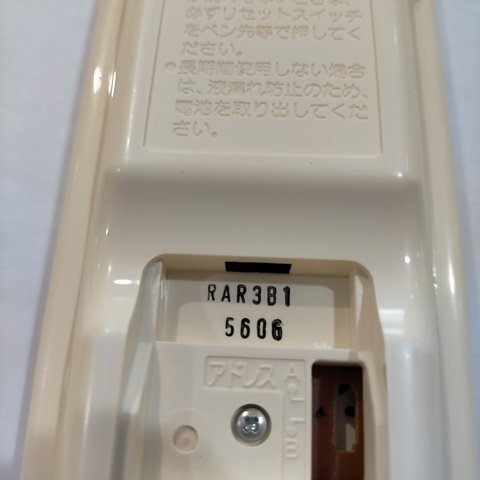 必ずリセットスイッチ
をペン先等で押してく
ださい。
●長期間使用しない場合
は、液漏れ防止のため、
電池を取り出してくだ
さい。
RAR3B1
5606
アドレス
A
B